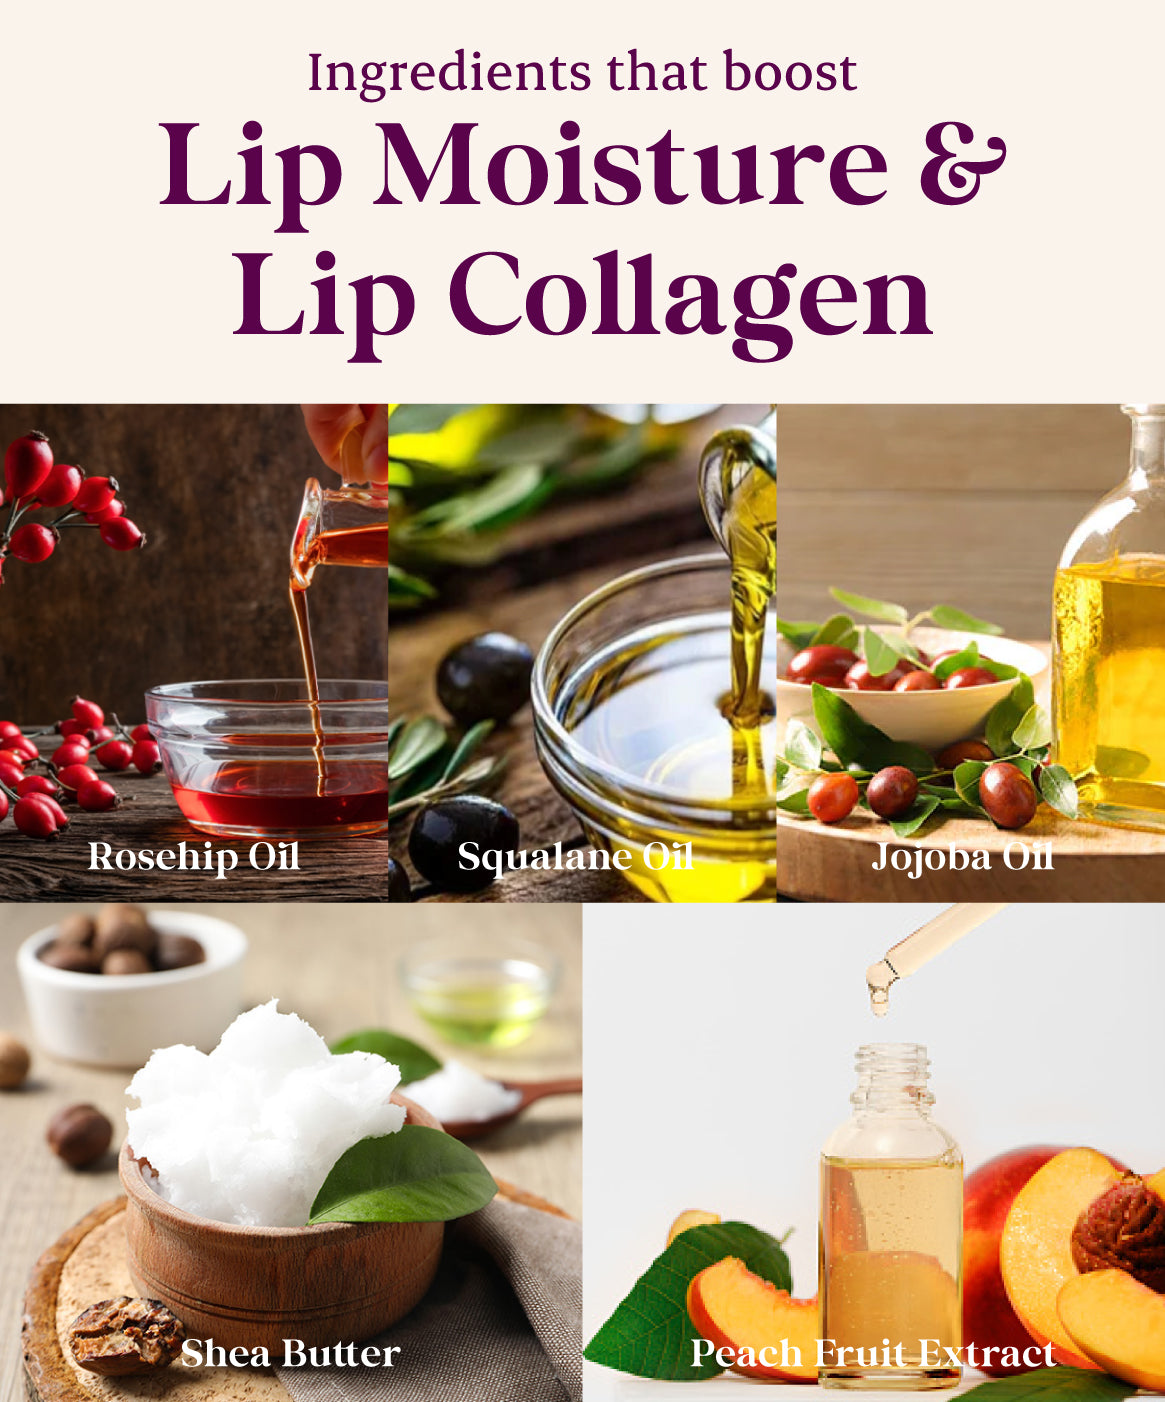 Ingredients that boost
Lip Moisture &
Lip Collagen
Rosehip Oil
Squalane Oil
Jojoba Oil
Shea Butter
Peach Fruit Extract